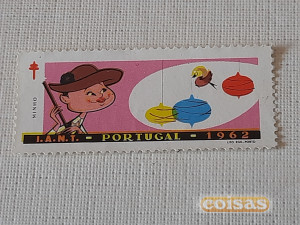 MINHO
I.A.N.T. - PORTUGAL - 1962
coisas